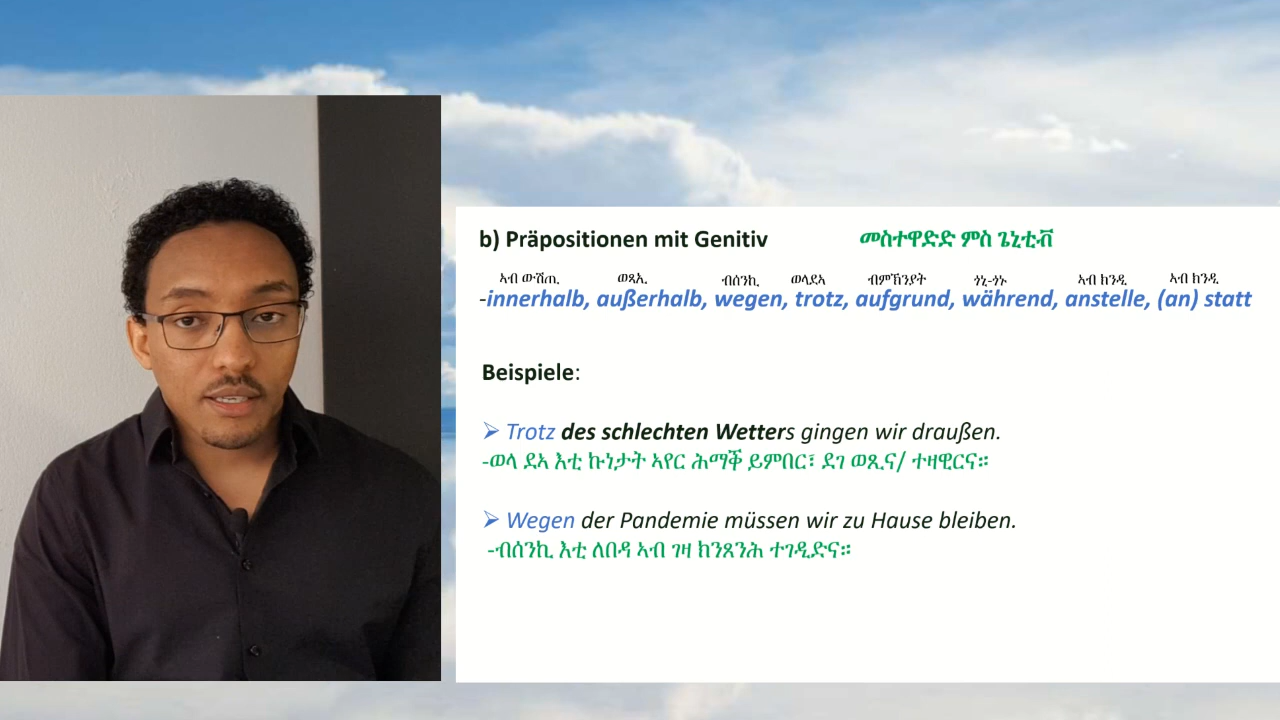 b) Präpositionen mit Genitiv መስተዋድድ ምስ ጌኒቲቭ
ኣብ ውሽጢ ወጻኢ ብሰንኪ ወላደኣ ብምኽንያት ጎኒ-ጎኑ ኣብ ክንዲ ኣብ ክንዲ
-innerhalb, außerhalb, wegen, trotz, aufgrund, während, anstelle, (an) statt
Beispiele:
➢ Trotz des schlechten Wetters gingen wir draußen.
-ወላ ደኣ እቲ ኩነታት ኣየር ሕማቕ ይምበር፣ ደገ ወጺና/ ተዛዊርና።
➢ Wegen der Pandemie müssen wir zu Hause bleiben.
-ብሰንኪ እቲ ለበዳ ኣብ ገዛ ክንጸንሕ ተገዲድና።